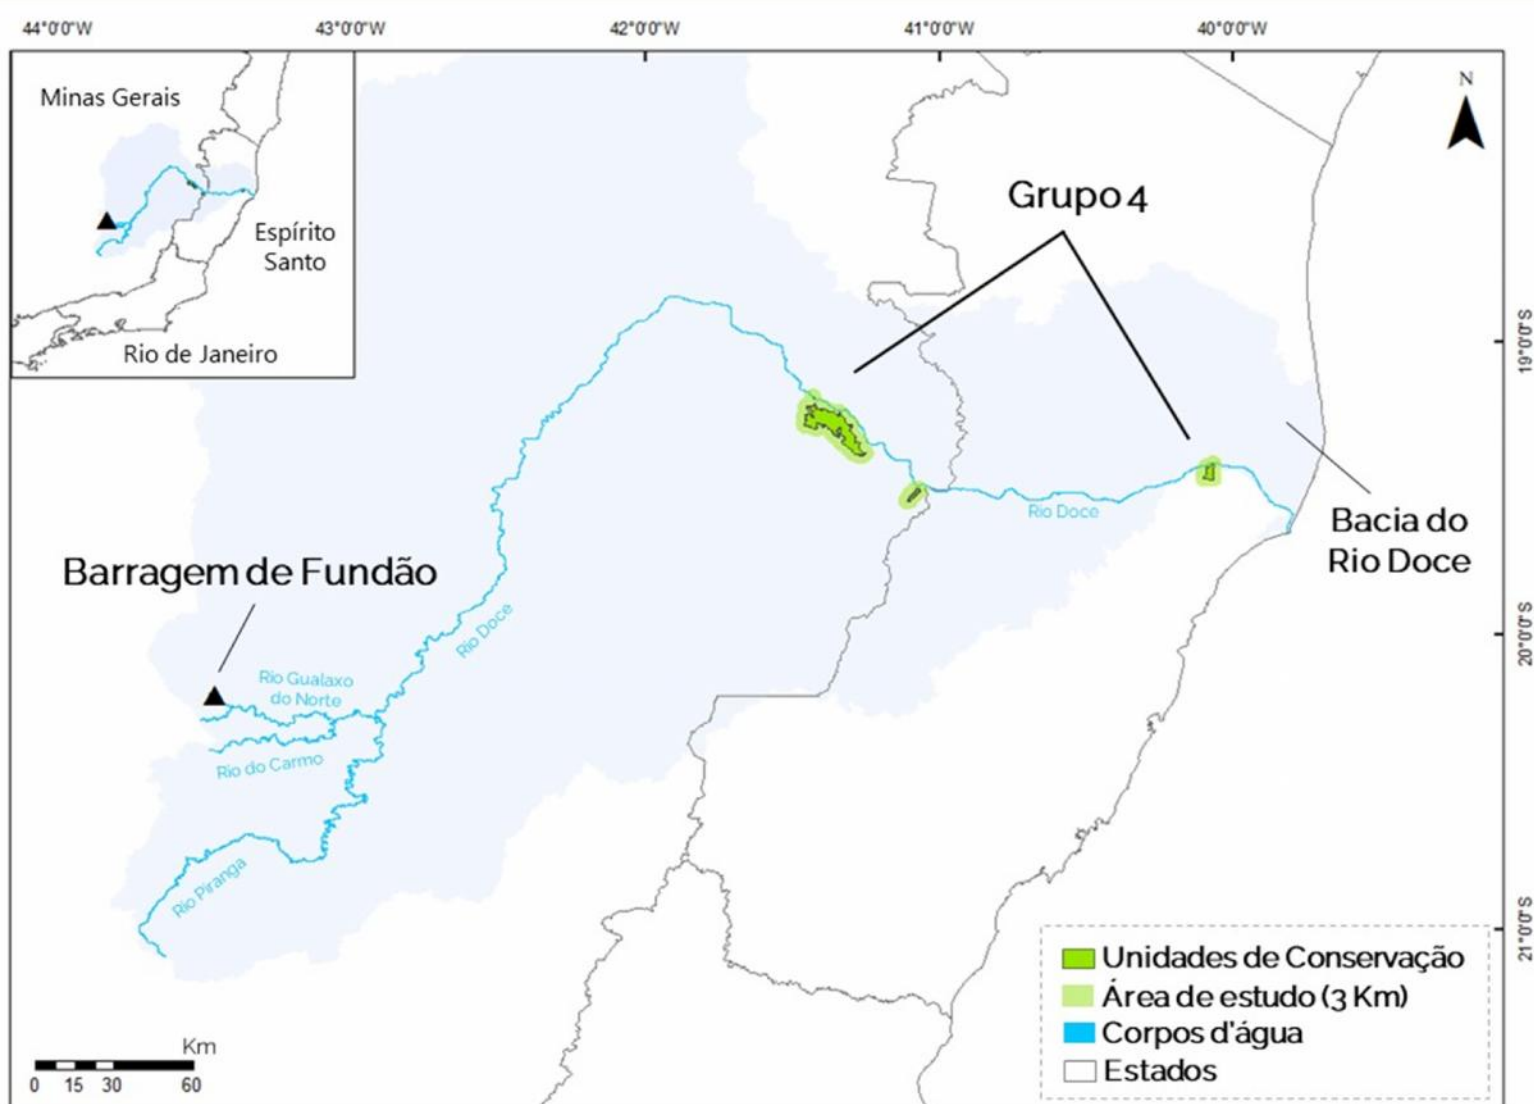 44°0'0"W
43°0'0"W
42°0'0"W
41°0'0"W
40°0'0"W
Minas Gerais
Espírito
Santo
Rio de Janeiro
N
Grupo 4
19°0'0"S
Rio Doce
Bacia do
Rio Doce
Barragem de Fundão
Rio Doce
20°0'0"S
Rio Gualaxo
do Norte
Rio do Carmo
Rio Piranga
21°0'0"S
Unidades de Conservação
Área de estudo (3 Km)
Corpos d'água
Estados
Km
0 15 30 60